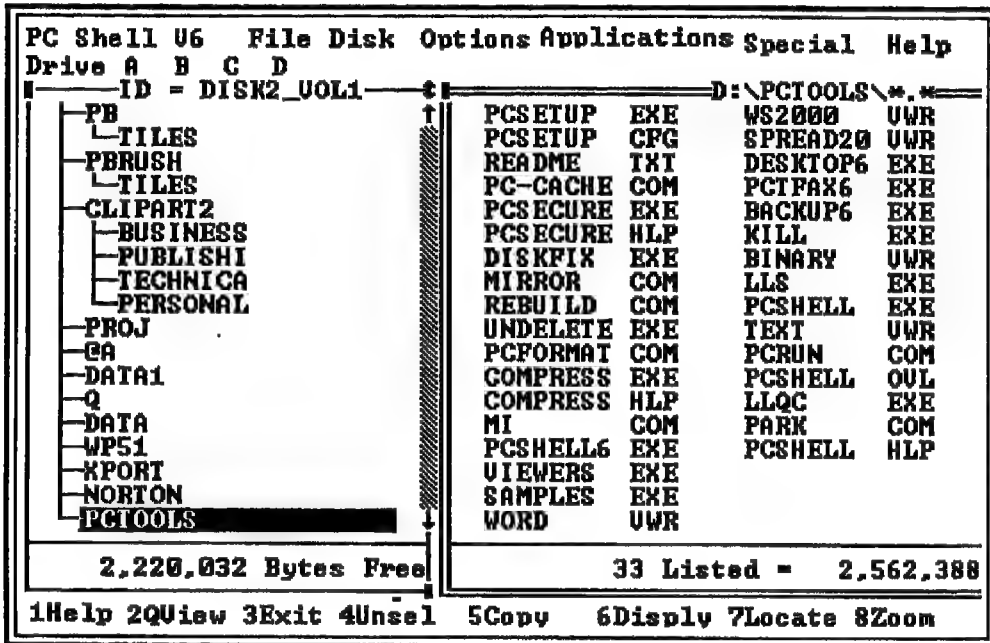 PC Shell V6 File Disk Options Applications Special Help
Drive A B C D
ID = DISK2_VOL1
PB
TILES
PBRUSH
TILES
CLIPART2
BUSINESS
PUBLISHI
TECHNICA
PERSONAL
PROJ
@A
DATA1
Q
DATA
WP51
XPORT
NORTON
PCTOOLS
2,220,032 Bytes Free
D:\PCTOOLS\*.*
PCSETUP EXE
PCSETUP CFG
README TXT
PC-CACHE COM
PCSECURE EXE
PCSECURE HLP
DISKFIX EXE
MIRROR COM
REBUILD COM
UNDELETE EXE
PCFORMAT COM
COMPRESS EXE
COMPRESS HLP
MI COM
PCSHELL6 EXE
VIEWERS EXE
SAMPLES EXE
WORD VWR
WS2000 VWR
SPREAD20 VWR
DESKTOP6 EXE
PCTFAX6 EXE
BACKUP6 EXE
KILL EXE
BINARY VWR
LLS EXE
PCSHELL EXE
TEXT VWR
PCRUN COM
PCSHELL OVL
LLQC EXE
PARK COM
PCSHELL HLP
33 Listed = 2,562,388
1Help 2QView 3Exit 4Unsel 5Copy 6Disply 7Locate 8Zoom